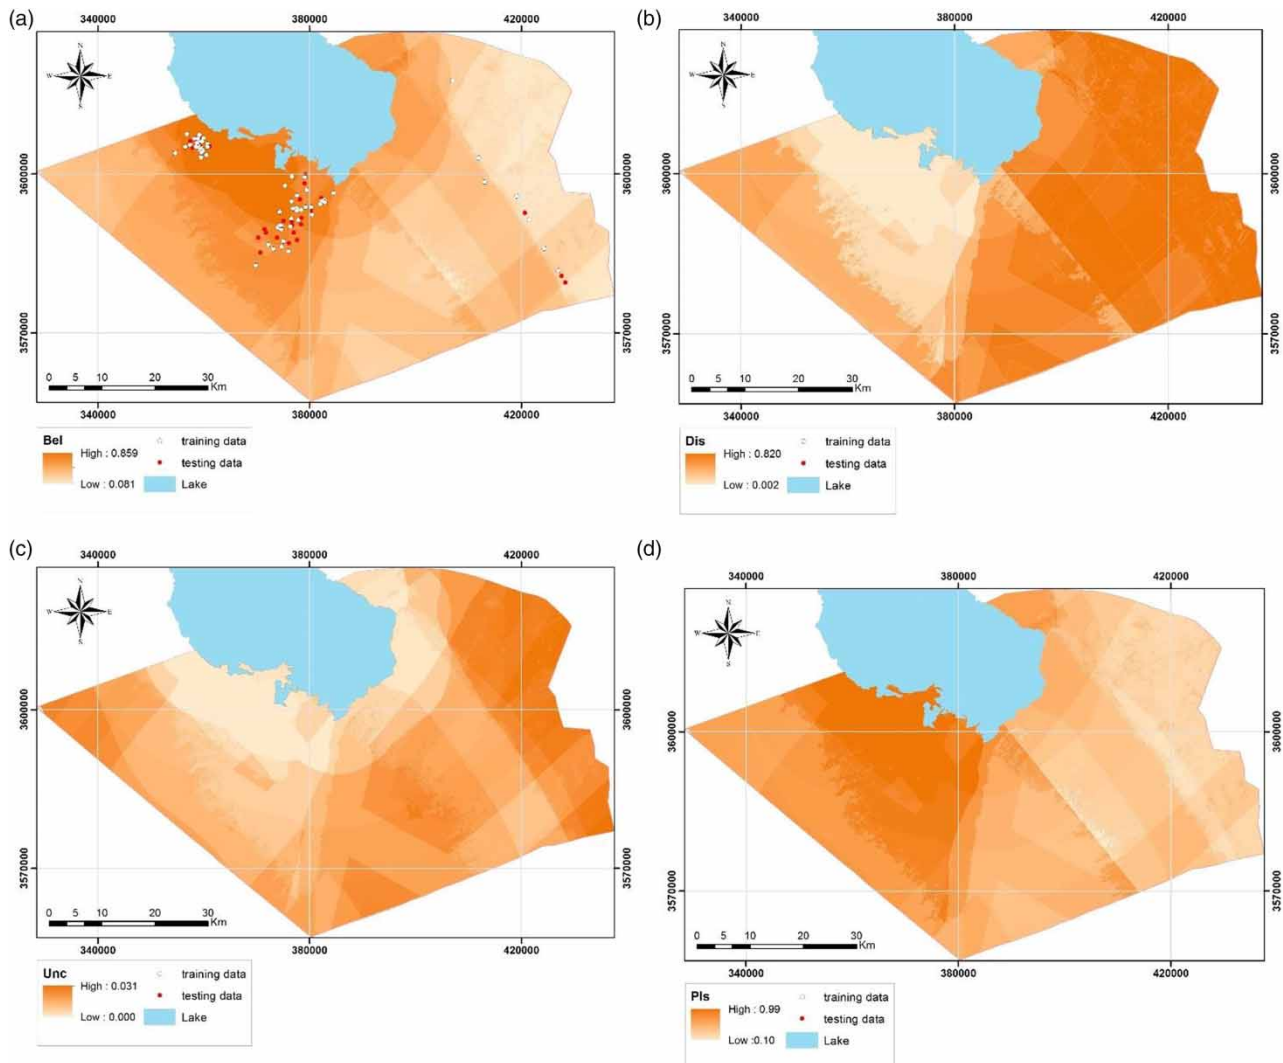 (a)
340000 380000 420000
N
W E
S
3600000 3600000
3570000 3570000
0 5 10 20 30
Km
340000 380000 420000
Bel
High : 0.859
Low : 0.081
training data
testing data
Lake
(b)
340000 380000 420000
N
W E
S
3600000 3600000
3570000 3570000
0 5 10 20 30
Km
340000 380000 420000
Dis
High : 0.820
Low : 0.002
training data
testing data
Lake
(c)
340000 380000 420000
N
W E
S
3600000 3600000
3570000 3570000
0 5 10 20 30
Km
340000 380000 420000
Unc
High : 0.031
Low : 0.000
training data
testing data
Lake
(d)
340000 380000 420000
N
W E
S
3600000 3600000
3570000 3570000
0 5 10 20 30
Km
340000 380000 420000
Pls
High : 0.99
Low :0.10
training data
testing data
Lake